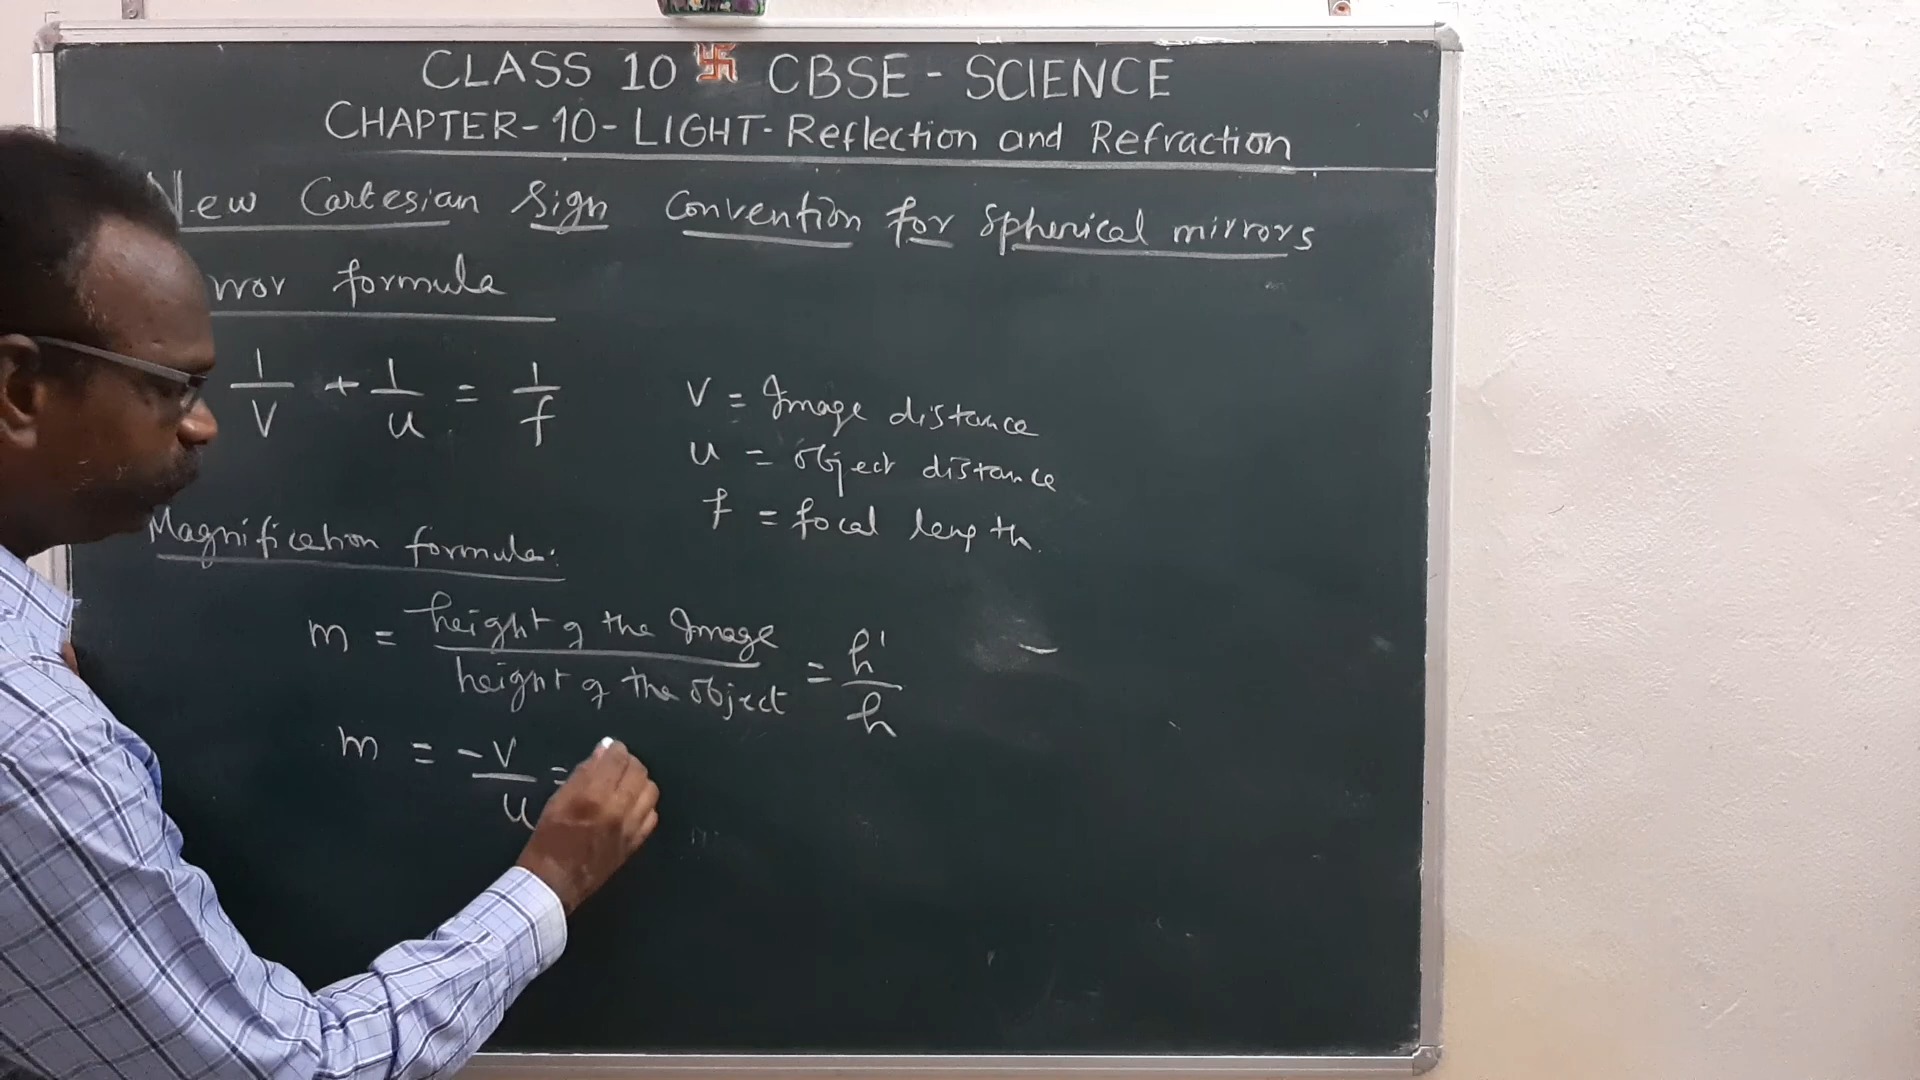 CLASS 10 卐 CBSE - SCIENCE
CHAPTER-10-LIGHT-Reflection and Refraction
New Cartesian Sign Convention for Spherical mirrors
formula
1/V + 1/u = 1/f
V = Image distance
u = Object distance
f = focal length.
Magnification formula:
m = height of the Image / height of the object = h' / h
m = -V/u =